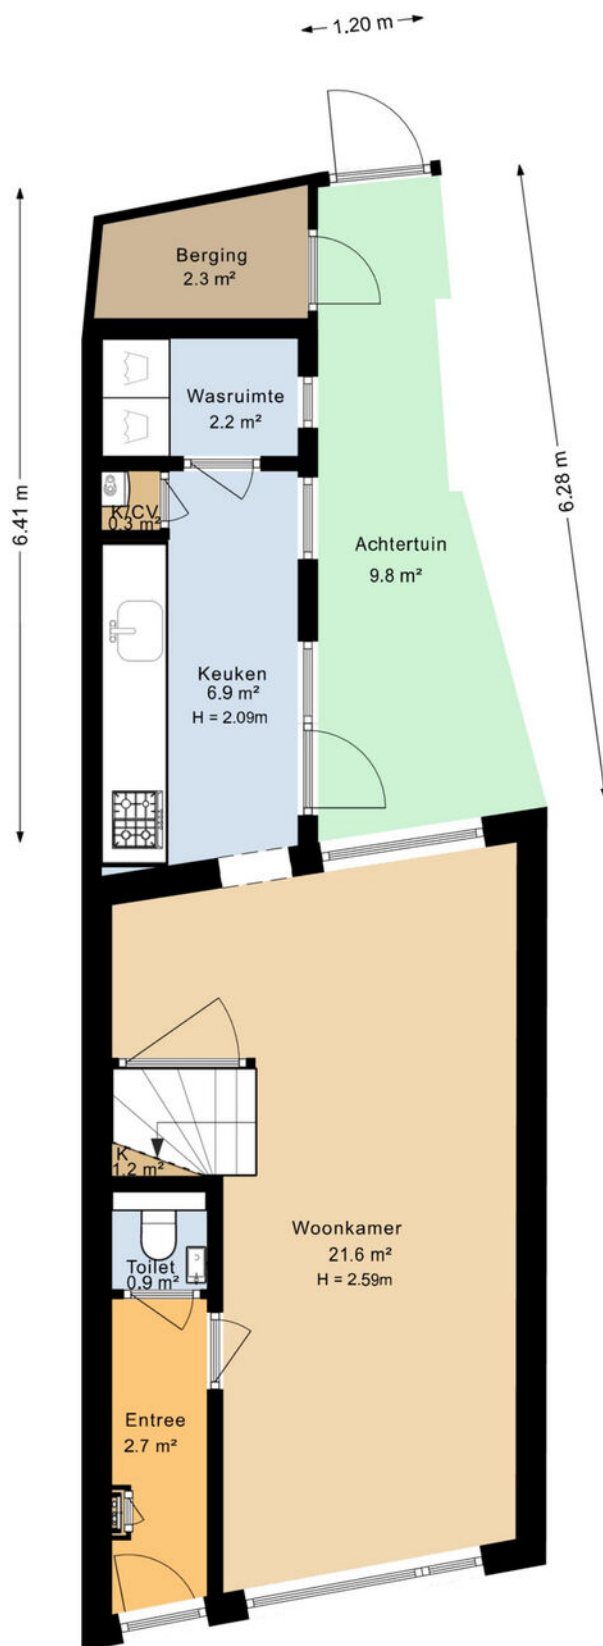 1.20 m
Berging
2.3 m²
Wasruimte
2.2 m²
6.41 m
6.28 m
K/CV
0.3 m²
Achtertuin
9.8 m²
Keuken
6.9 m²
H = 2.09m
K
1.2 m²
Woonkamer
21.6 m²
H = 2.59m
Toilet
0.9 m²
Entree
2.7 m²